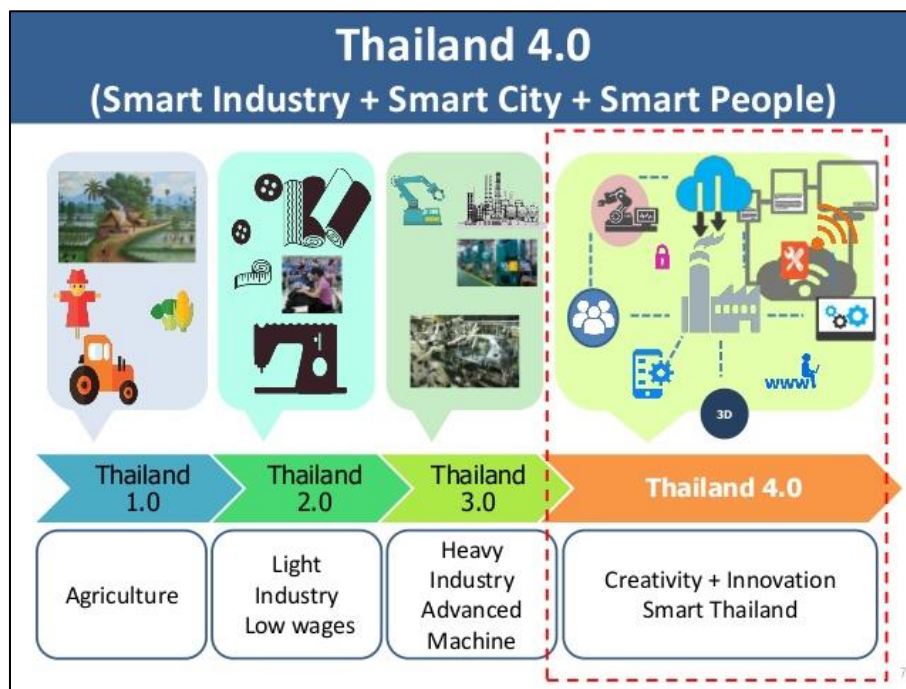 Thailand 4.0
(Smart Industry + Smart City + Smart People)
www
3D
Thailand
1.0
Thailand
2.0
Thailand
3.0
Thailand 4.0
Agriculture
Light
Industry
Low wages
Heavy
Industry
Advanced
Machine
Creativity + Innovation
Smart Thailand
7